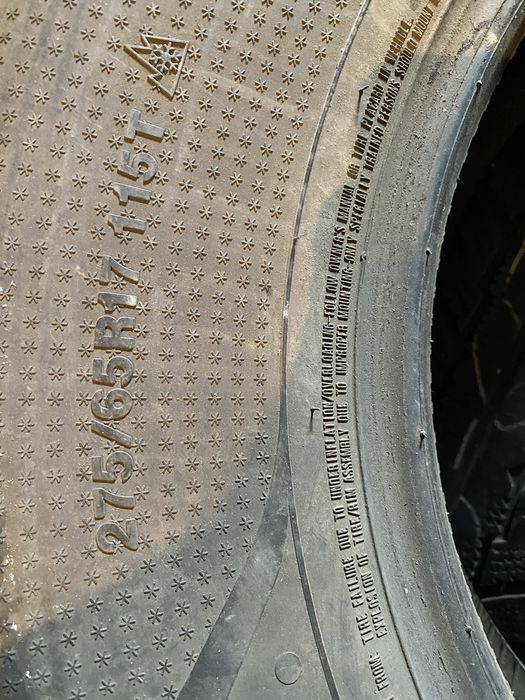 275/65R17 115T
FROM: TIRE FAILURE DUE TO UNDERINFLATION/OVERLOADING-FOLLOW OWNER'S MANUAL OR TIRE PLACARD IN VEHICLE.
EXPLOSION OF TIRE/RIM ASSEMBLY DUE TO IMPROPER MOUNTING-ONLY SPECIALLY TRAINED PERSONS SHOULD MOUNT